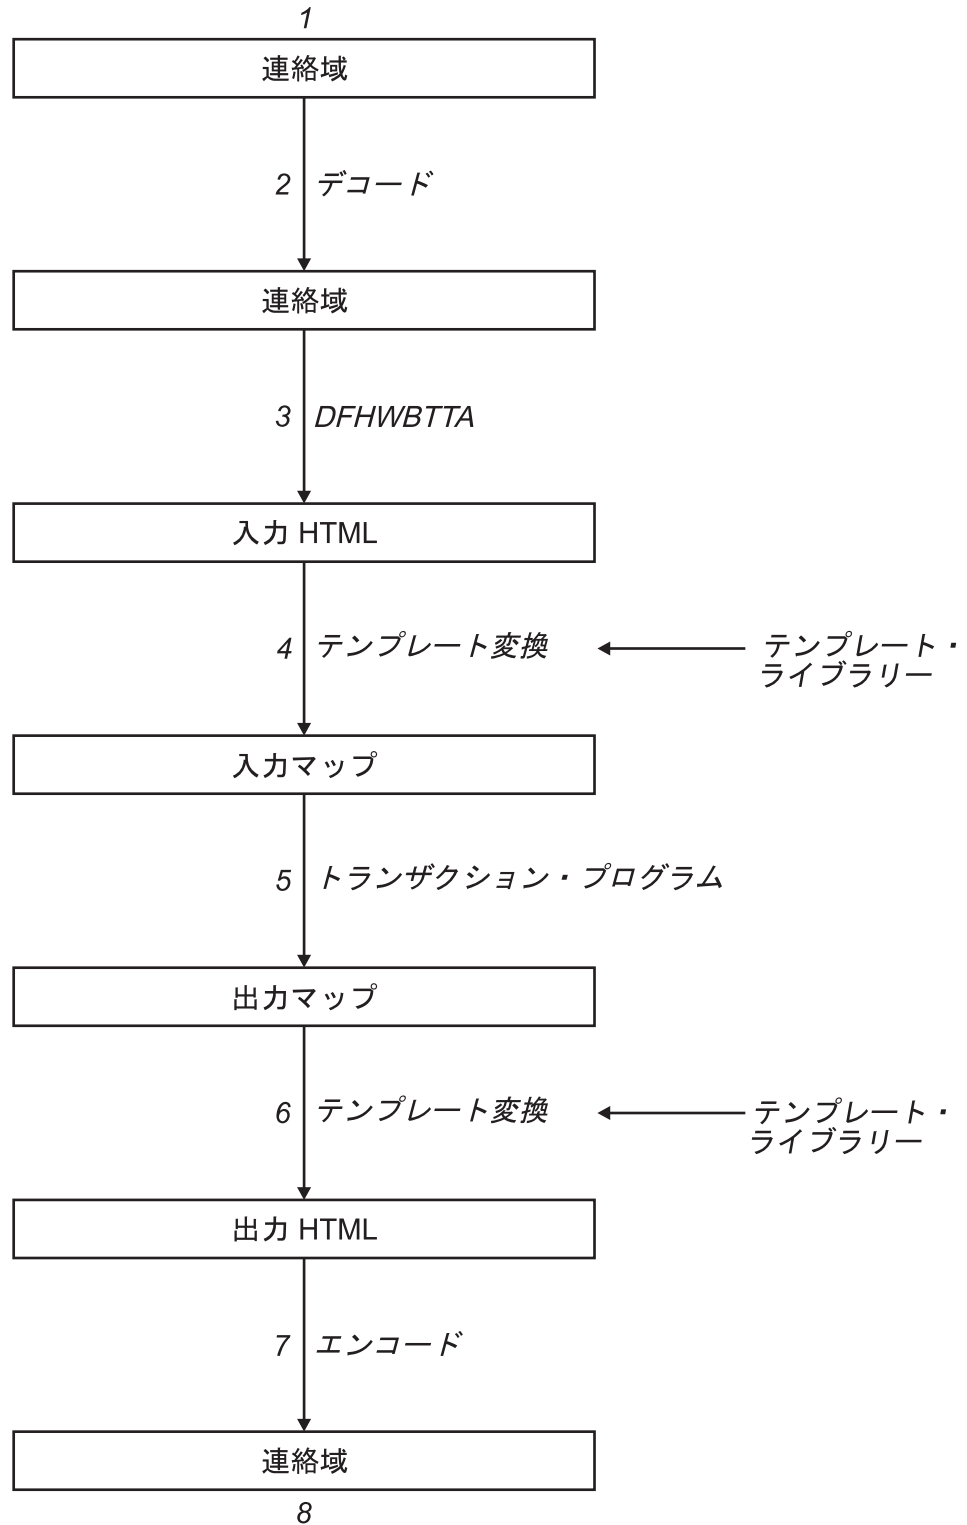 1
連絡域
2 デコード
連絡域
3 DFHWBTTA
入力 HTML
4 テンプレート変換
テンプレート・
ライブラリー
入力マップ
5 トランザクション・プログラム
出力マップ
6 テンプレート変換
テンプレート・
ライブラリー
出力 HTML
7 エンコード
連絡域
8